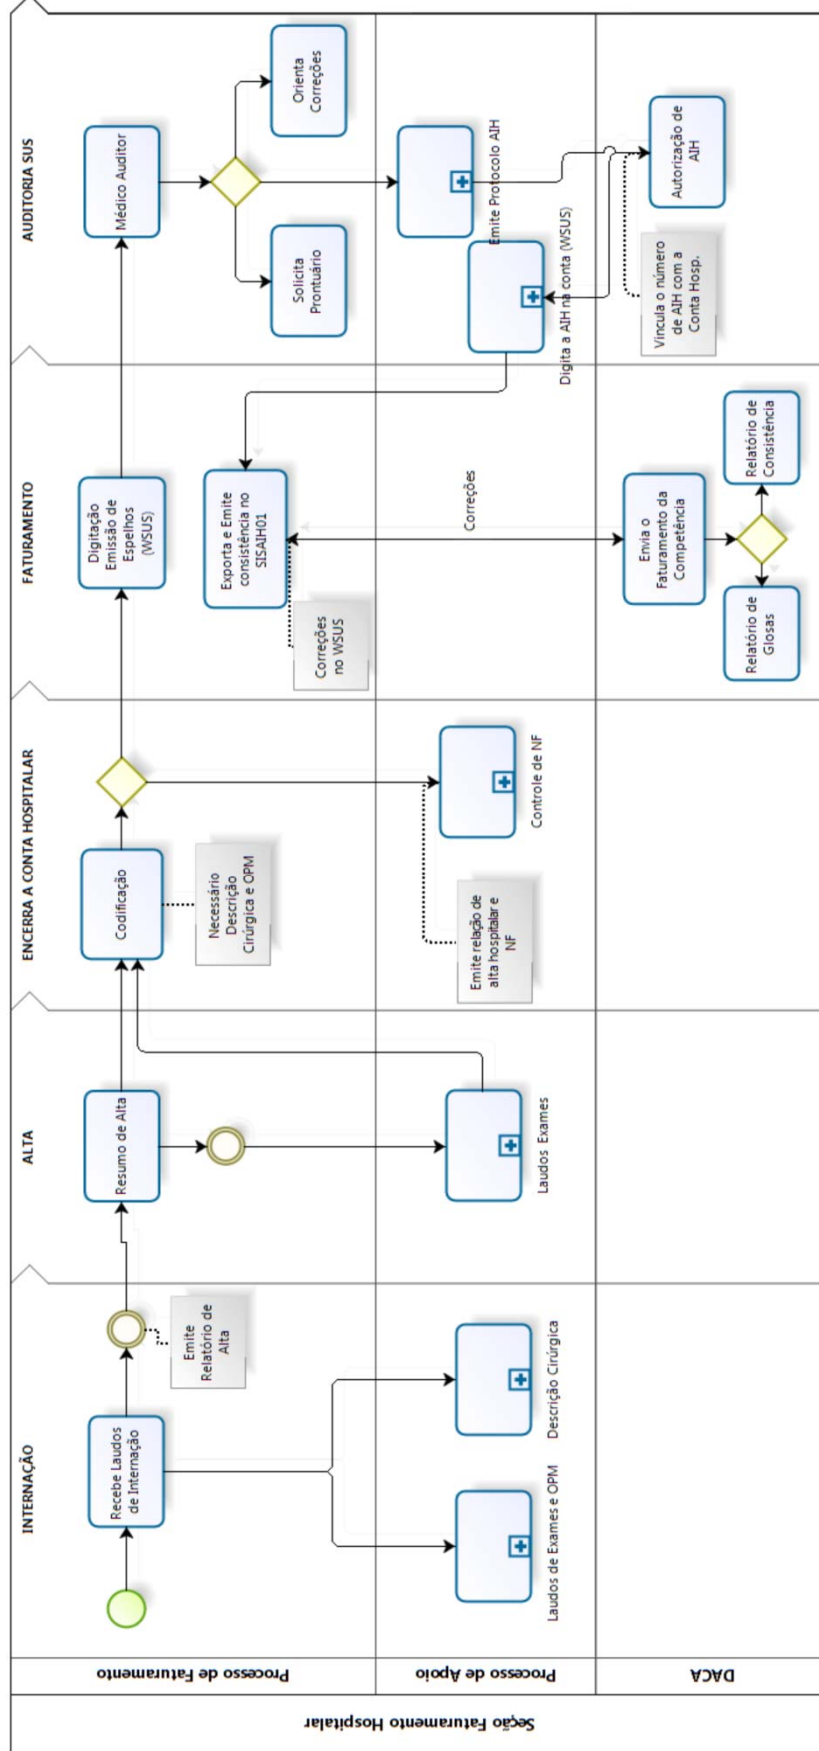 Seção Faturamento Hospitalar
Processo de Faturamento
Processo de Apoio
DACA
INTERNAÇÃO
ALTA
ENCERRA A CONTA HOSPITALAR
FATURAMENTO
AUDITORIA SUS
Recebe Laudos
de Internação
Emite
Relatório de
Alta
Laudos de Exames e OPM
Descrição Cirúrgica
Resumo de Alta
Laudos Exames
Codificação
Necessário
Descrição
Cirúrgica e OPM
Emite relação de
alta hospitalar e
NF
Controle de NF
Digitação
Emissão de
Espelhos
(WSUS)
Exporta e Emite
consistência no
SISAIH01
Correções
no WSUS
Correções
Envia o
Faturamento da
Competência
Relatório de
Glosas
Relatório de
Consistência
Médico Auditor
Solicita
Prontuário
Orienta
Correções
Emite Protocolo AIH
Digita a AIH na conta (WSUS)
Vincula o número
de AIH com a
Conta Hosp.
Autorização de
AIH